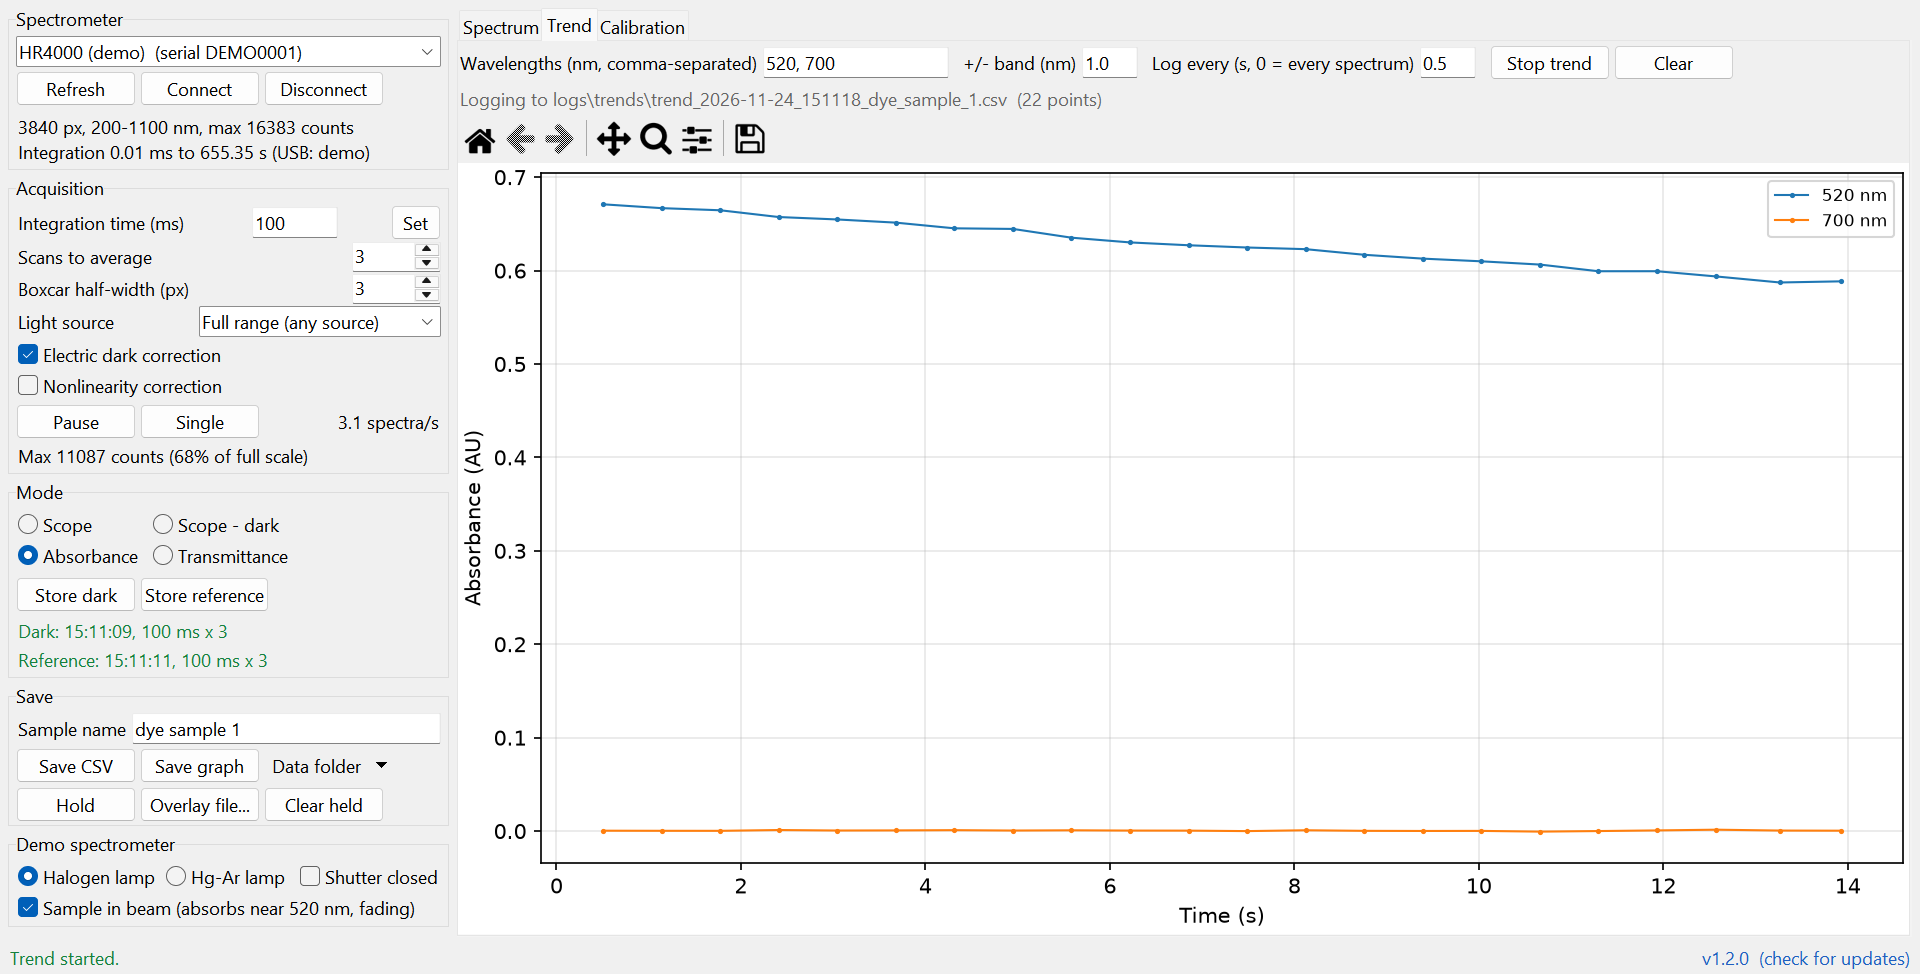 Spectrometer
HR4000 (demo)  (serial DEMO0001)
Refresh
Connect
Disconnect
3840 px, 200-1100 nm, max 16383 counts
Integration 0.01 ms to 655.35 s (USB: demo)
Acquisition
Integration time (ms)
100
Set
Scans to average
3
Boxcar half-width (px)
3
Light source
Full range (any source)
Electric dark correction
Nonlinearity correction
Pause
Single
3.1 spectra/s
Max 11087 counts (68% of full scale)
Mode
Scope
Scope - dark
Absorbance
Transmittance
Store dark
Store reference
Dark: 15:11:09, 100 ms x 3
Reference: 15:11:11, 100 ms x 3
Save
Sample name
dye sample 1
Save CSV
Save graph
Data folder
Hold
Overlay file...
Clear held
Demo spectrometer
Halogen lamp
Hg-Ar lamp
Shutter closed
Sample in beam (absorbs near 520 nm, fading)
Trend started.
Spectrum
Trend
Calibration
Wavelengths (nm, comma-separated)
520, 700
+/- band (nm)
1.0
Log every (s, 0 = every spectrum)
0.5
Stop trend
Clear
Logging to logs\trends\trend_2026-11-24_151118_dye_sample_1.csv  (22 points)
0.7
0.6
0.5
0.4
0.3
0.2
0.1
0.0
Absorbance (AU)
520 nm
700 nm
0
2
4
6
8
10
12
14
Time (s)
v1.2.0  (check for updates)